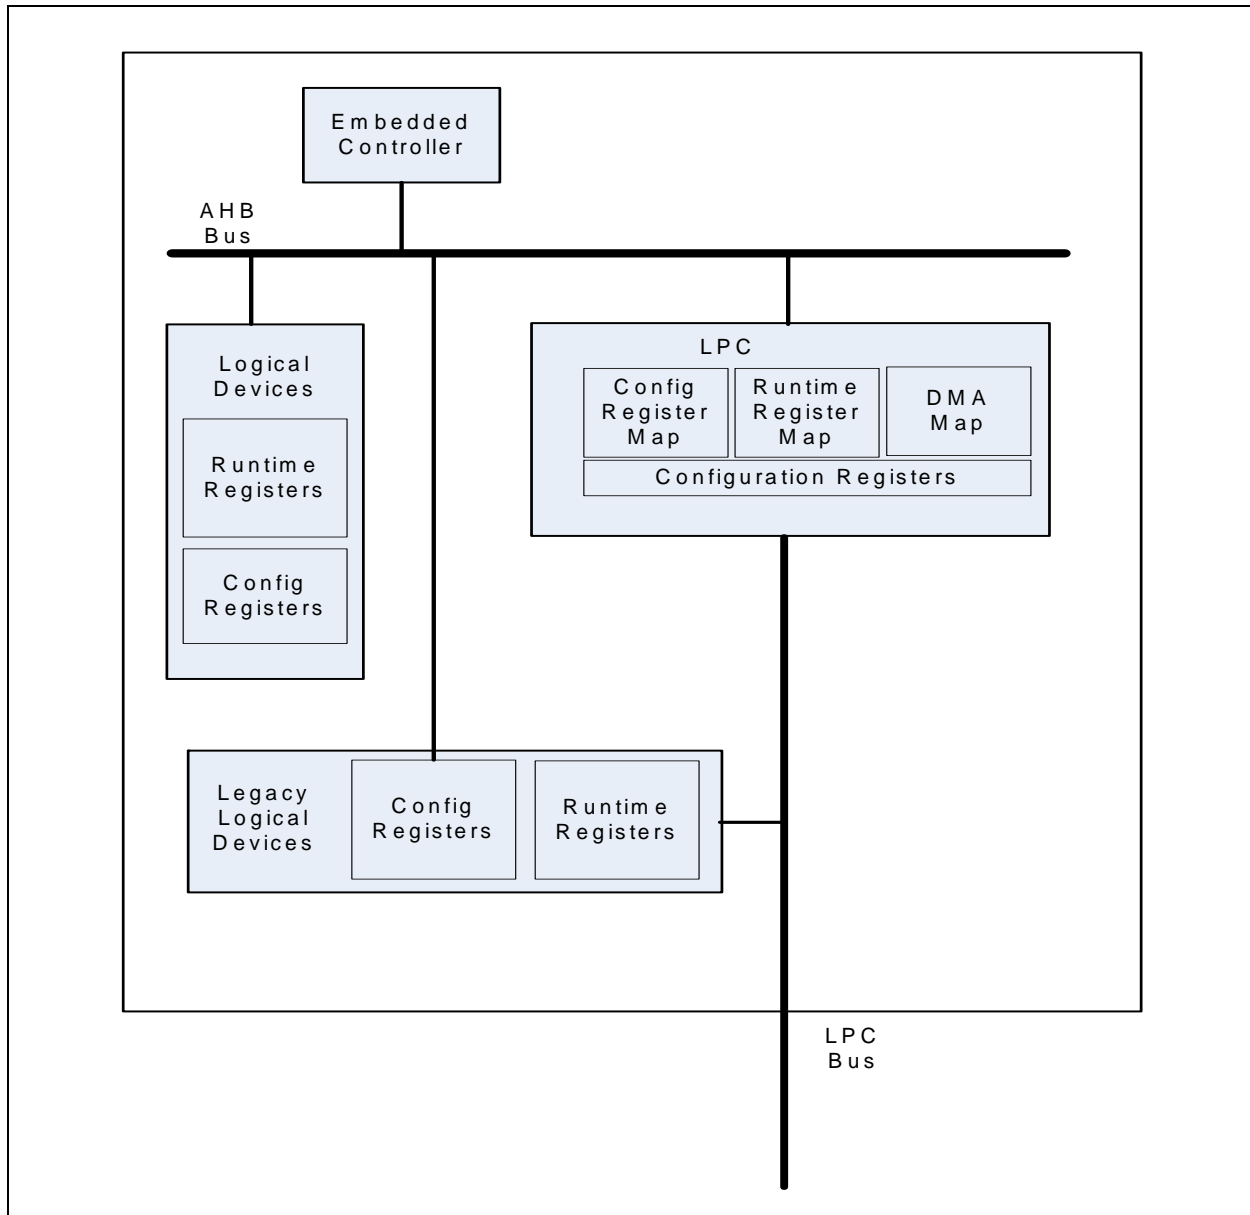 Embedded
Controller
AHB
Bus
Logical
Devices
Runtime
Registers
Config
Registers
LPC
Config
Register
Map
Runtime
Register
Map
DMA
Map
Configuration Registers
Legacy
Logical
Devices
Config
Registers
Runtime
Registers
LPC
Bus